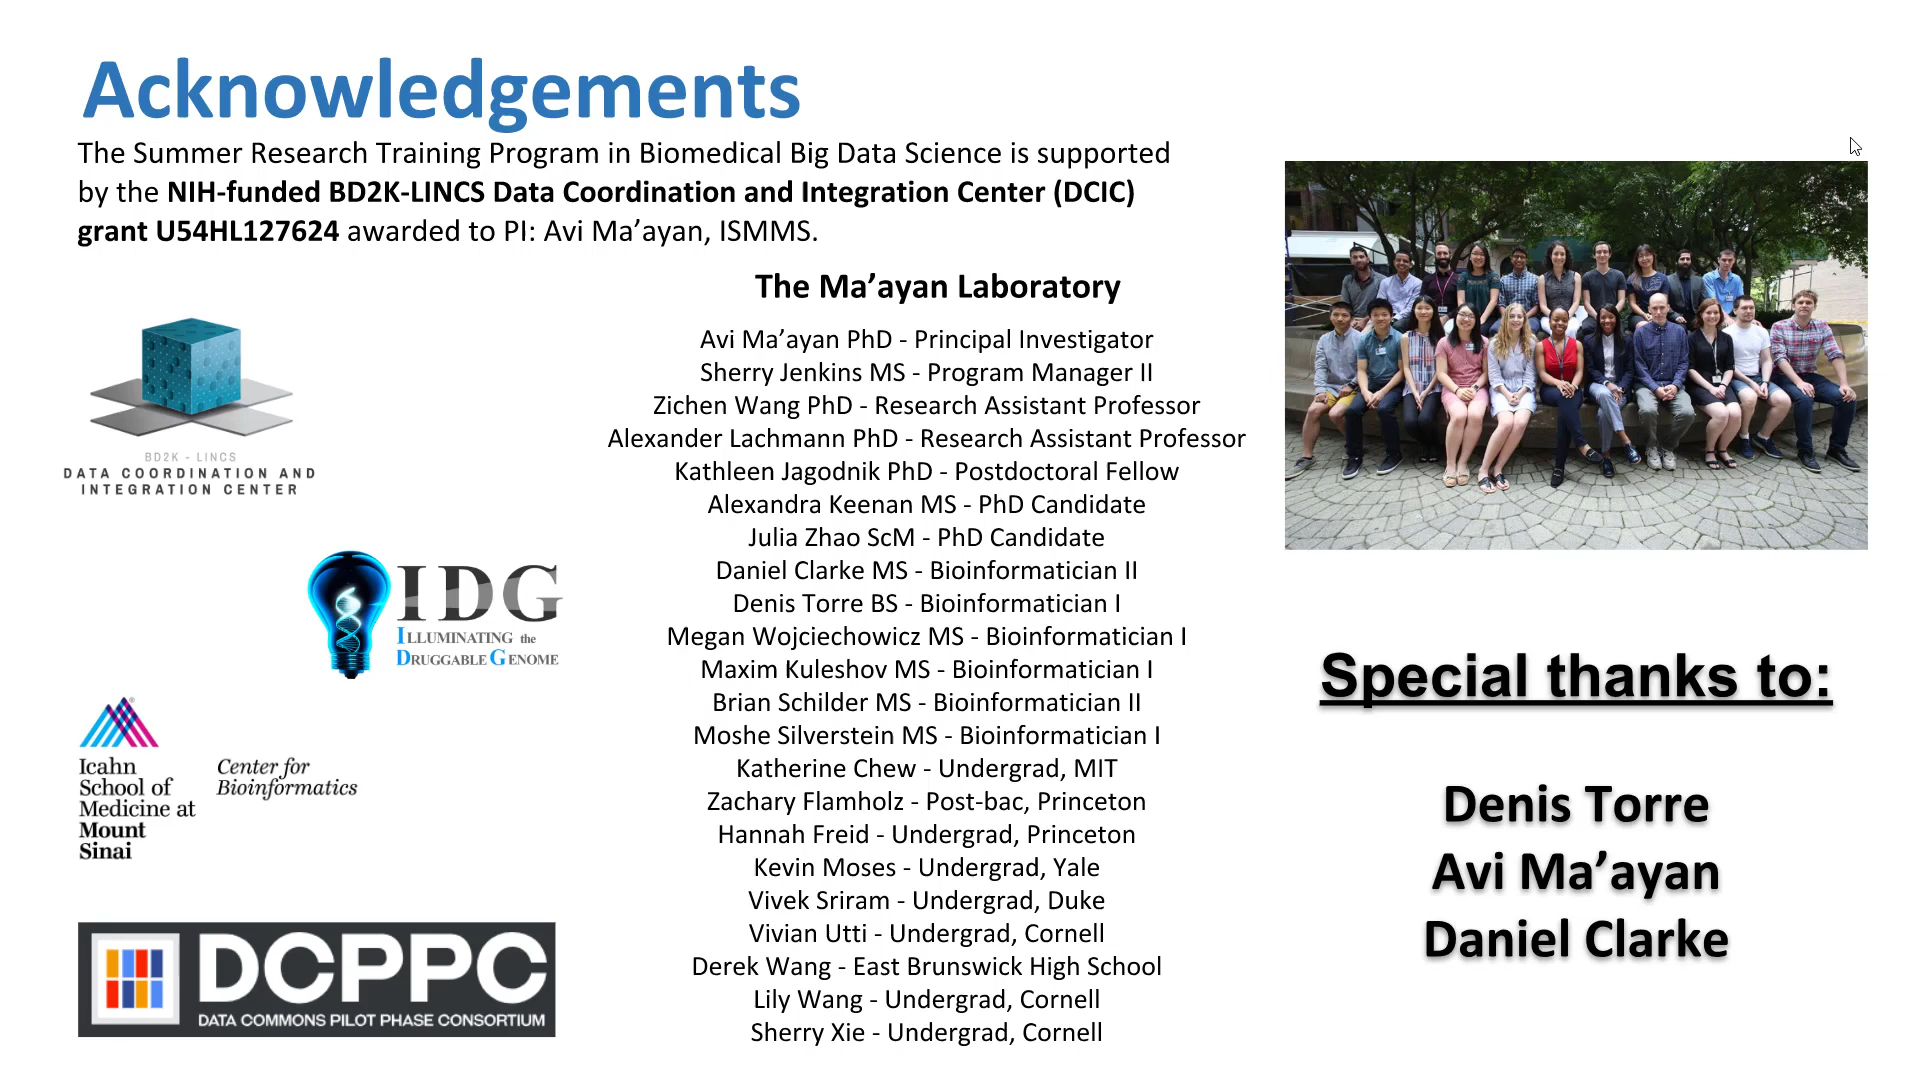 Acknowledgements
The Summer Research Training Program in Biomedical Big Data Science is supported
by the NIH-funded BD2K-LINCS Data Coordination and Integration Center (DCIC)
grant U54HL127624 awarded to PI: Avi Ma’ayan, ISMMS.
BD2K - LINCS
DATA COORDINATION AND
INTEGRATION CENTER
IDG
ILLUMINATING the
DRUGGABLE GENOME
Icahn
School of
Medicine at
Mount
Sinai
Center for
Bioinformatics
DCPPC
DATA COMMONS PILOT PHASE CONSORTIUM
The Ma’ayan Laboratory
Avi Ma’ayan PhD - Principal Investigator
Sherry Jenkins MS - Program Manager II
Zichen Wang PhD - Research Assistant Professor
Alexander Lachmann PhD - Research Assistant Professor
Kathleen Jagodnik PhD - Postdoctoral Fellow
Alexandra Keenan MS - PhD Candidate
Julia Zhao ScM - PhD Candidate
Daniel Clarke MS - Bioinformatician II
Denis Torre BS - Bioinformatician I
Megan Wojciechowicz MS - Bioinformatician I
Maxim Kuleshov MS - Bioinformatician I
Brian Schilder MS - Bioinformatician II
Moshe Silverstein MS - Bioinformatician I
Katherine Chew - Undergrad, MIT
Zachary Flamholz - Post-bac, Princeton
Hannah Freid - Undergrad, Princeton
Kevin Moses - Undergrad, Yale
Vivek Sriram - Undergrad, Duke
Vivian Utti - Undergrad, Cornell
Derek Wang - East Brunswick High School
Lily Wang - Undergrad, Cornell
Sherry Xie - Undergrad, Cornell
Special thanks to:
Denis Torre
Avi Ma’ayan
Daniel Clarke